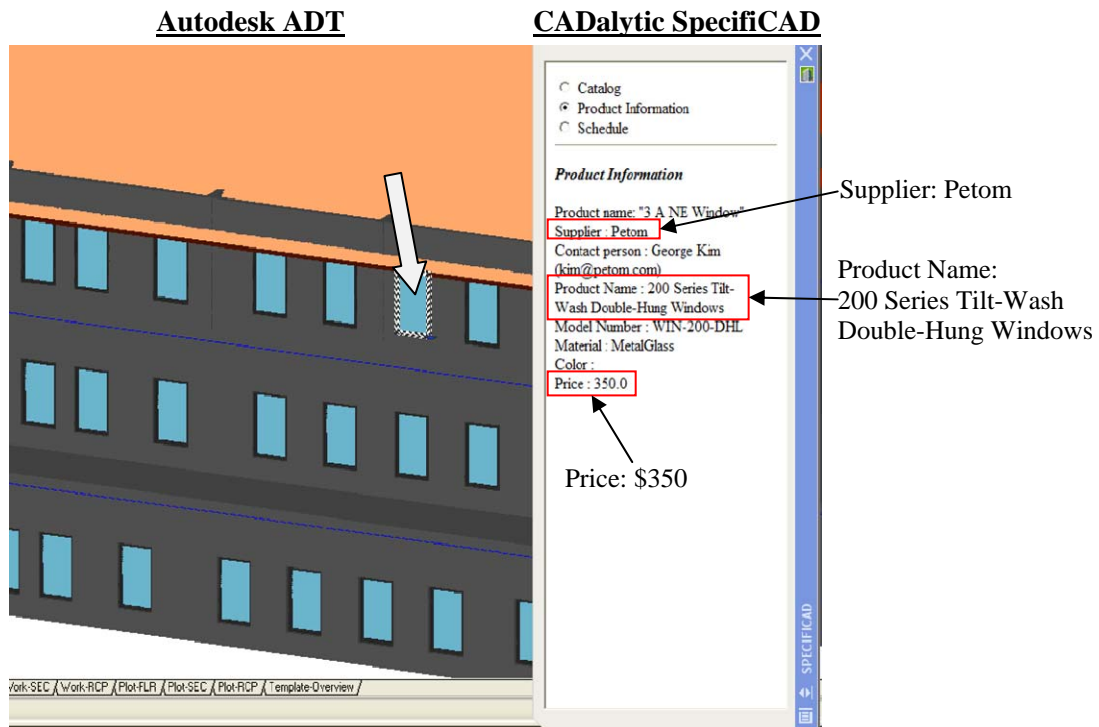 Autodesk ADT
CADalytic SpecifiCAD
Catalog
Product Information
Schedule
Product Information
Product name: "3 A NE Window"
Supplier : Petom
Contact person : George Kim
(kim@petom.com)
Product Name : 200 Series Tilt-
Wash Double-Hung Windows
Model Number : WIN-200-DHL
Material : MetalGlass
Color :
Price : 350.0
Supplier: Petom
Product Name:
200 Series Tilt-Wash
Double-Hung Windows
Price: $350
SPECIFICAD
Work-SEC / Work-RCP / Plot-FLR / Plot-SEC / Plot-RCP / Template-Overview /